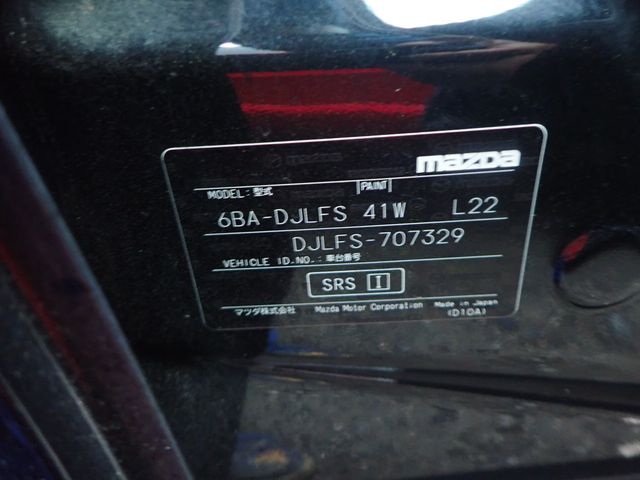 mazda
MODEL:型式 PAINT
6BA-DJLFS 41W L22
DJLFS-707329
VEHICLE ID.NO.:車台番号
SRS I
マツダ株式会社 Mazda Motor Corporation Made in Japan
(D10A)